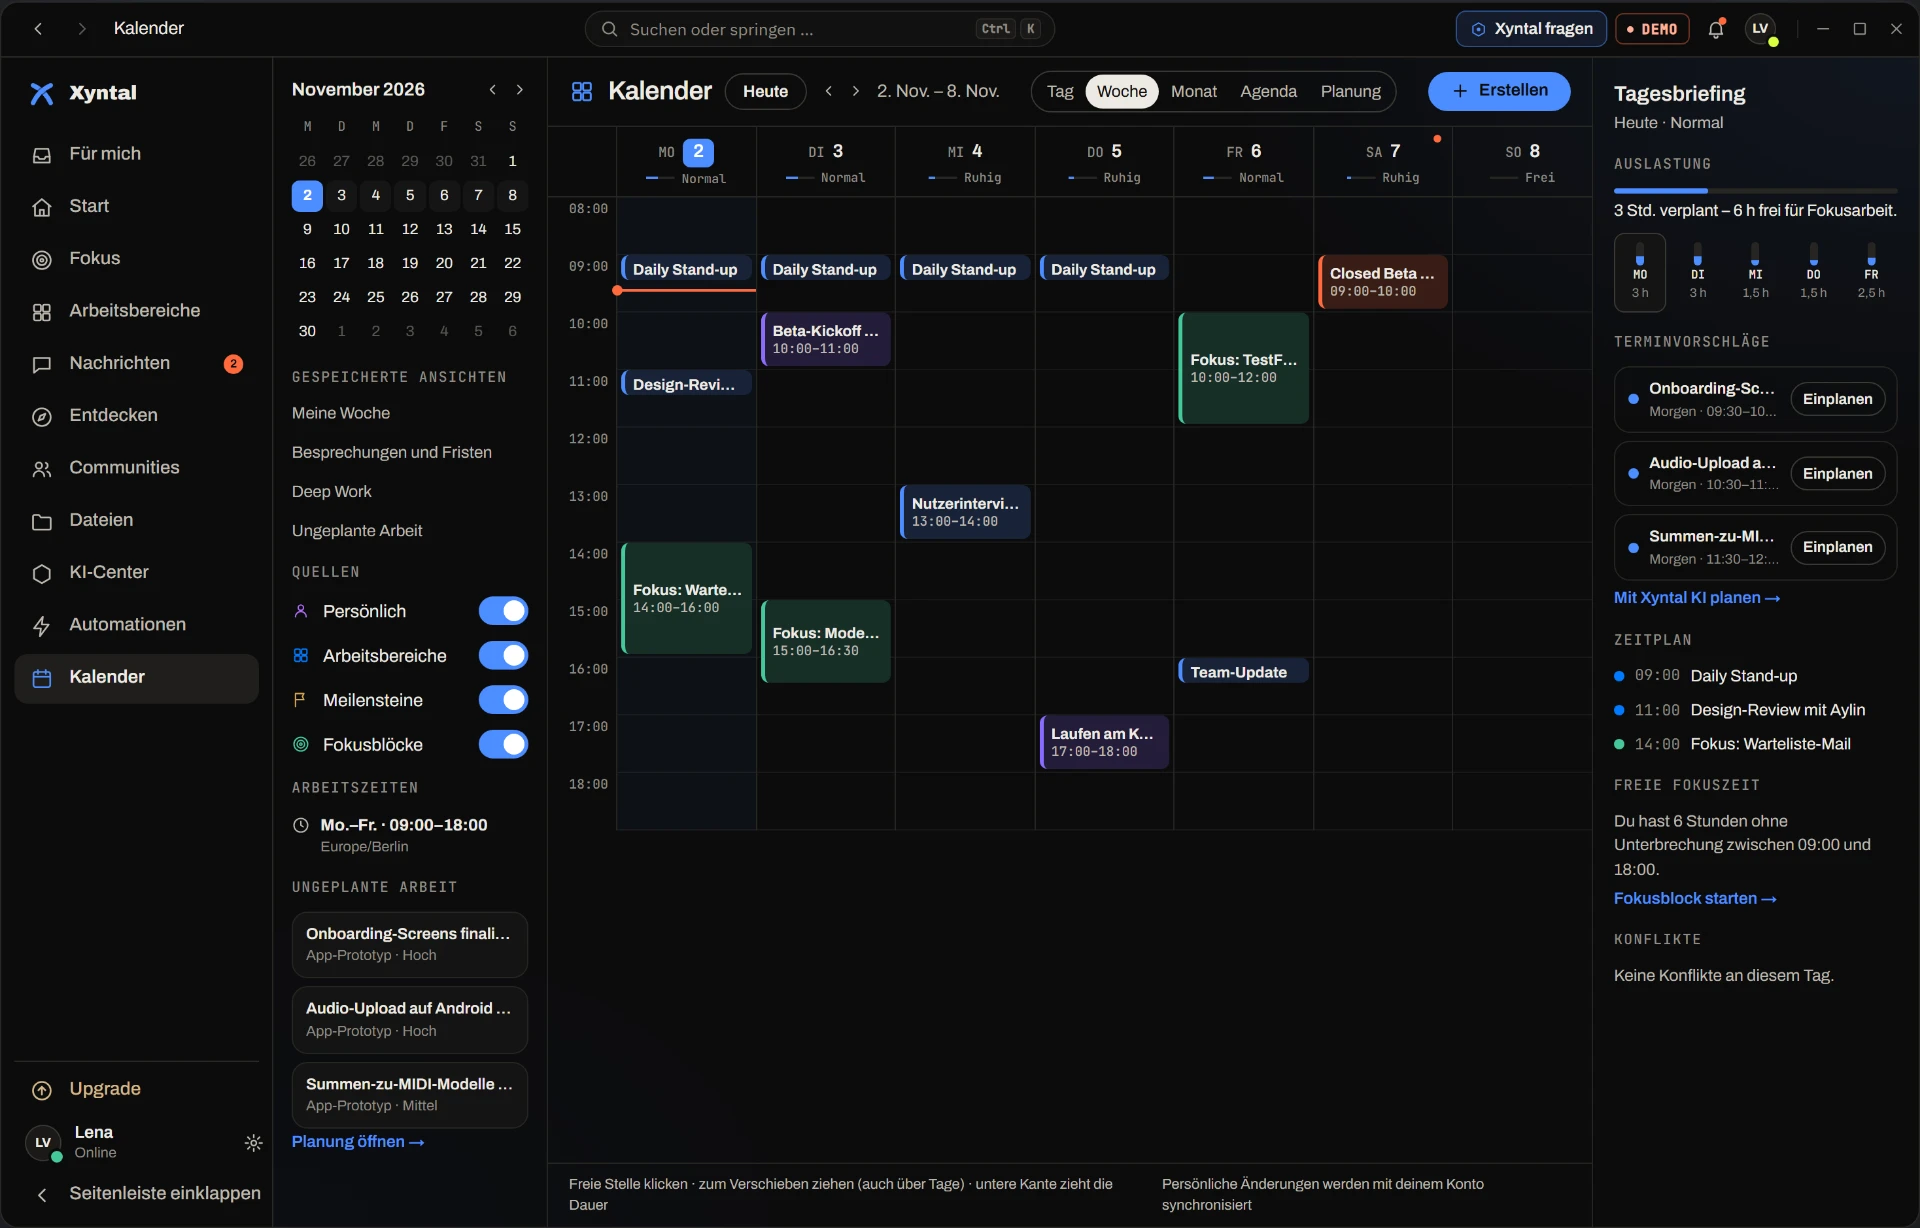 Kalender
Suchen oder springen ...
Ctrl K
Xyntal fragen
DEMO
LV
Xyntal
Für mich
Start
Fokus
Arbeitsbereiche
Nachrichten
2
Entdecken
Communities
Dateien
KI-Center
Automationen
Kalender
Upgrade
LV
Lena
Online
Seitenleiste einklappen
November 2026
M D M D F S S
26 27 28 29 30 31 1
2 3 4 5 6 7 8
9 10 11 12 13 14 15
16 17 18 19 20 21 22
23 24 25 26 27 28 29
30 1 2 3 4 5 6
GESPEICHERTE ANSICHTEN
Meine Woche
Besprechungen und Fristen
Deep Work
Ungeplante Arbeit
QUELLEN
Persönlich
Arbeitsbereiche
Meilensteine
Fokusblöcke
ARBEITSZEITEN
Mo.–Fr. · 09:00–18:00
Europe/Berlin
UNGEPLANTE ARBEIT
Onboarding-Screens finali...
App-Prototyp · Hoch
Audio-Upload auf Android ...
App-Prototyp · Hoch
Summen-zu-MIDI-Modelle ...
App-Prototyp · Mittel
Planung öffnen →
Kalender
Heute
2. Nov. – 8. Nov.
Tag Woche Monat Agenda Planung
+ Erstellen
MO 2
Normal
DI 3
Normal
MI 4
Ruhig
DO 5
Ruhig
FR 6
Normal
SA 7
Ruhig
SO 8
Frei
08:00
09:00
10:00
11:00
12:00
13:00
14:00
15:00
16:00
17:00
18:00
Daily Stand-up
Design-Revi...
Fokus: Warte...
14:00–16:00
Daily Stand-up
Beta-Kickoff ...
10:00–11:00
Fokus: Mode...
15:00–16:30
Daily Stand-up
Nutzerintervi...
13:00–14:00
Daily Stand-up
Laufen am K...
17:00–18:00
Fokus: TestF...
10:00–12:00
Team-Update
Closed Beta ...
09:00–10:00
Freie Stelle klicken · zum Verschieben ziehen (auch über Tage) · untere Kante zieht die
Dauer
Persönliche Änderungen werden mit deinem Konto
synchronisiert
Tagesbriefing
Heute · Normal
AUSLASTUNG
3 Std. verplant – 6 h frei für Fokusarbeit.
MO DI MI DO FR
3 h 3 h 1,5 h 1,5 h 2,5 h
TERMINVORSCHLÄGE
Onboarding-Sc...
Morgen · 09:30–10...
Einplanen
Audio-Upload a...
Morgen · 10:30–11:...
Einplanen
Summen-zu-MI...
Morgen · 11:30–12:...
Einplanen
Mit Xyntal KI planen →
ZEITPLAN
09:00 Daily Stand-up
11:00 Design-Review mit Aylin
14:00 Fokus: Warteliste-Mail
FREIE FOKUSZEIT
Du hast 6 Stunden ohne
Unterbrechung zwischen 09:00 und
18:00.
Fokusblock starten →
KONFLIKTE
Keine Konflikte an diesem Tag.